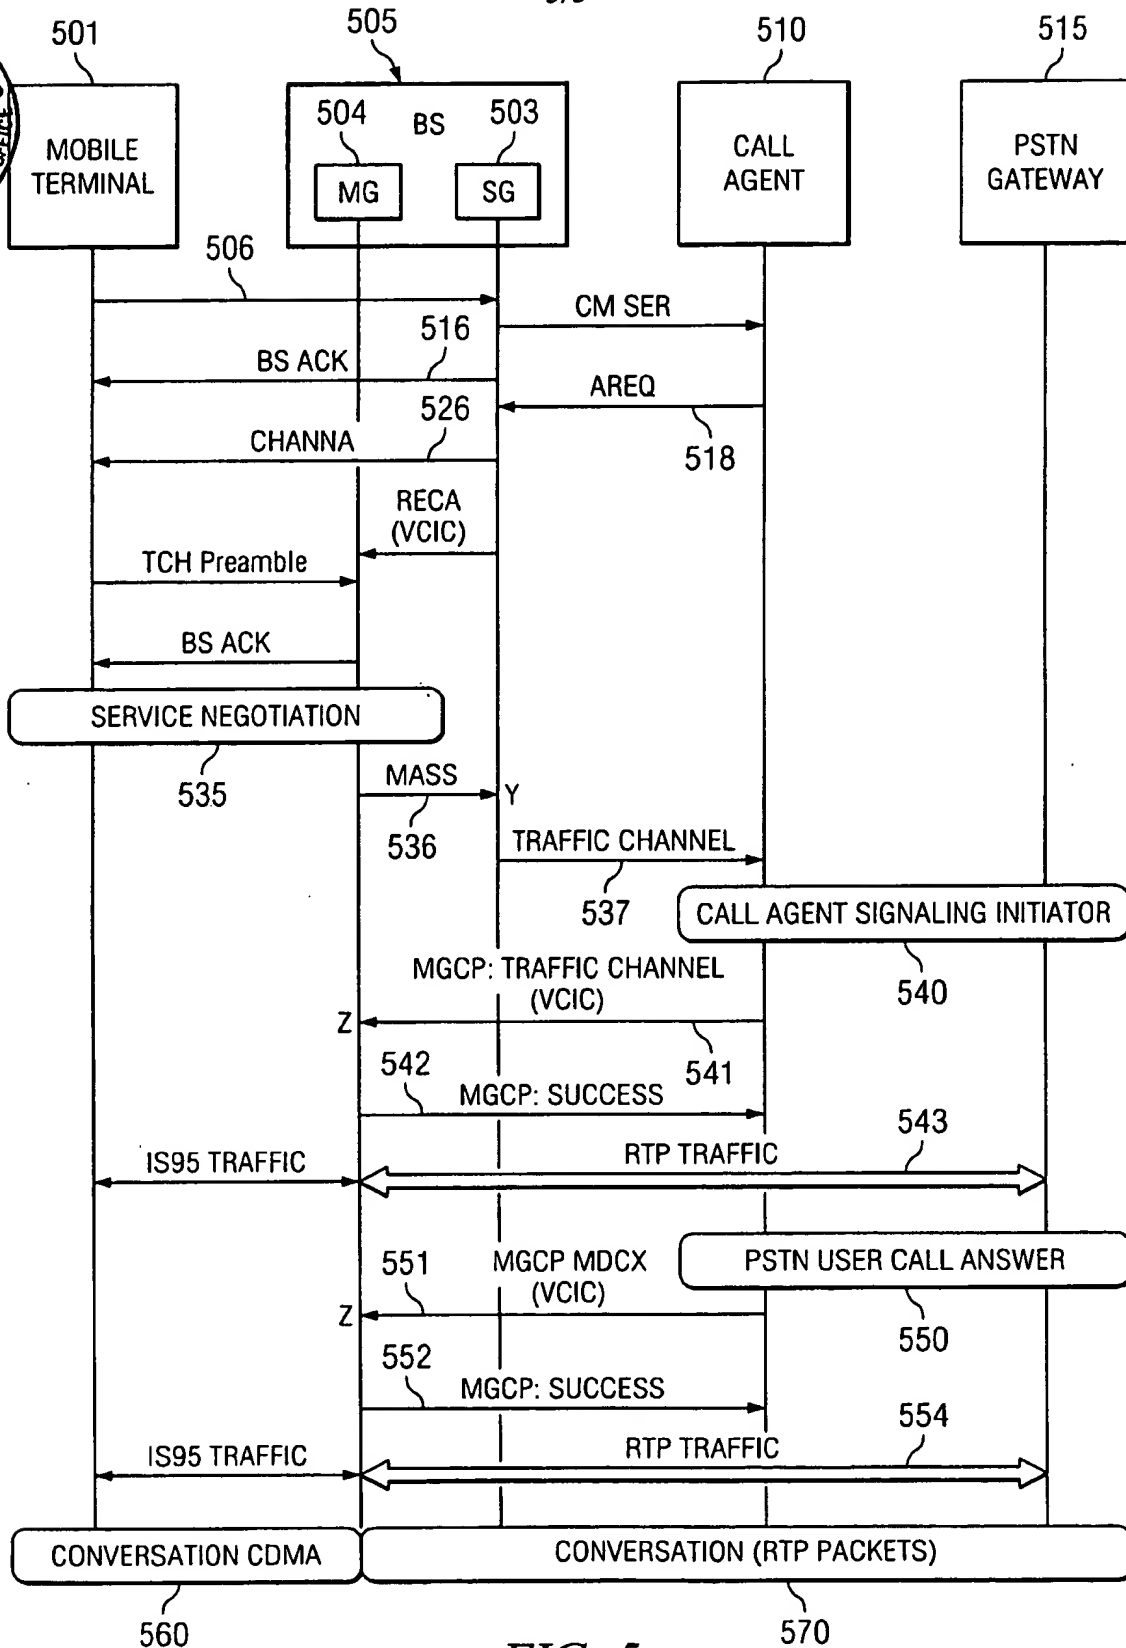 501
505
510
515
MOBILE
TERMINAL
504
BS
503
MG
SG
CALL
AGENT
PSTN
GATEWAY
506
CM SER
516
BS ACK
AREQ
526
518
CHANNA
RECA
(VCIC)
TCH Preamble
BS ACK
SERVICE NEGOTIATION
535
MASS
Y
536
TRAFFIC CHANNEL
537
CALL AGENT SIGNALING INITIATOR
540
MGCP: TRAFFIC CHANNEL
(VCIC)
Z
541
542
MGCP: SUCCESS
543
IS95 TRAFFIC
RTP TRAFFIC
PSTN USER CALL ANSWER
550
551
MGCP MDCX
(VCIC)
Z
552
MGCP: SUCCESS
554
IS95 TRAFFIC
RTP TRAFFIC
CONVERSATION CDMA
CONVERSATION (RTP PACKETS)
560
570